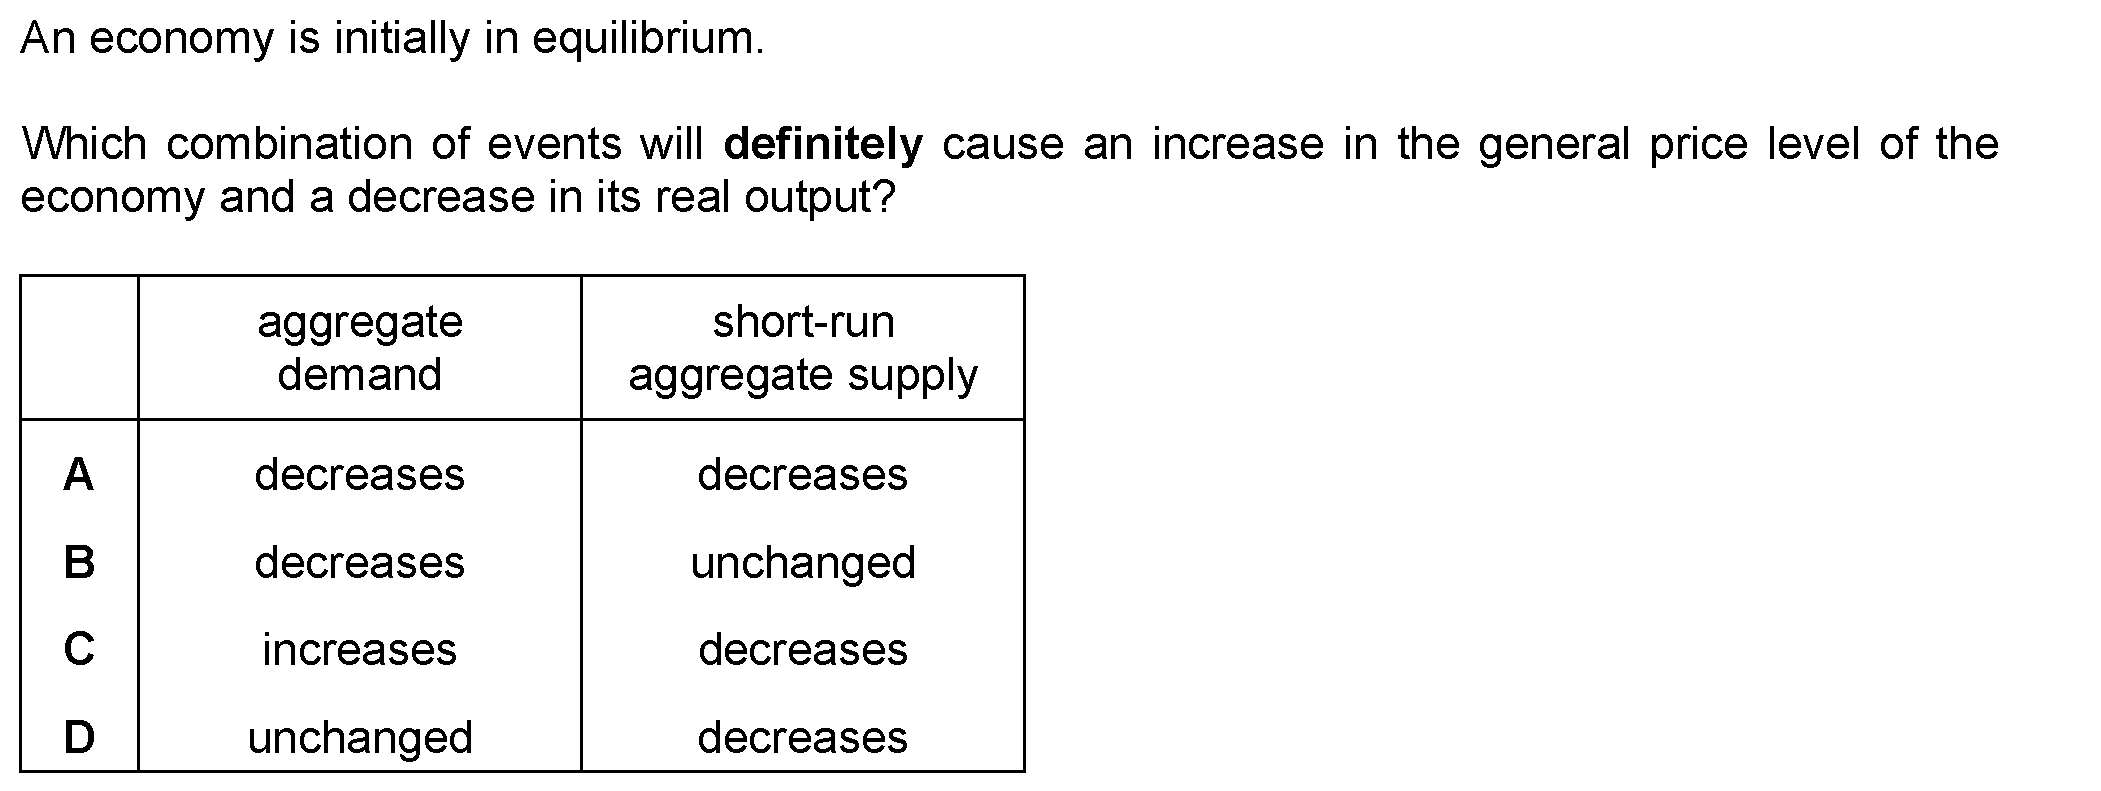 An economy is initially in equilibrium.
Which combination of events will definitely cause an increase in the general price level of the
economy and a decrease in its real output?
aggregate demand short-run aggregate supply
A decreases decreases
B decreases unchanged
C increases decreases
D unchanged decreases